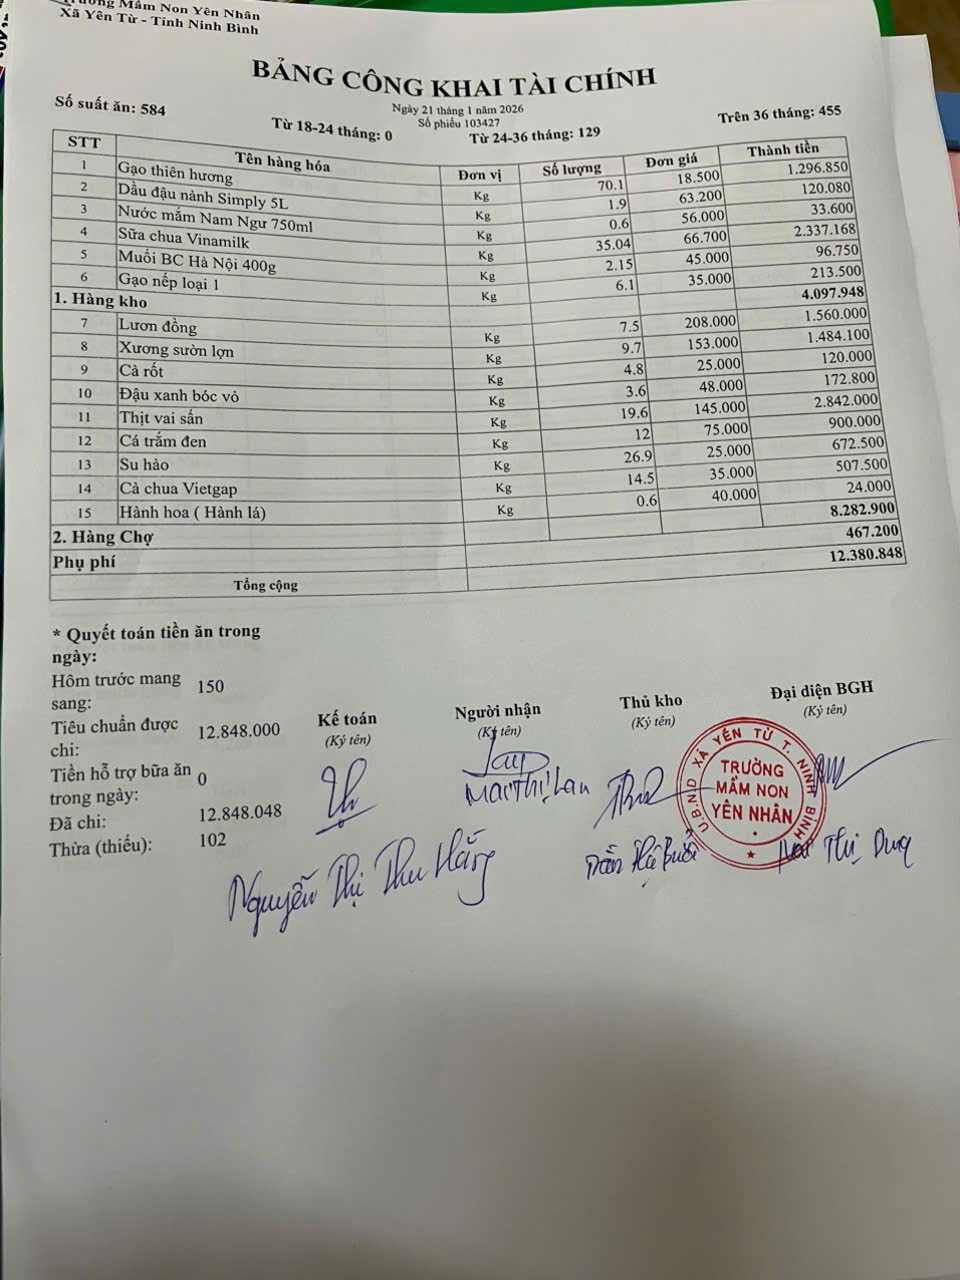 Trường Mầm Non Yên Nhân
Xã Yên Từ - Tỉnh Ninh Bình
BẢNG CÔNG KHAI TÀI CHÍNH
Ngày 21 tháng 1 năm 2026
Số phiếu 103427
Số suất ăn: 584 Từ 18-24 tháng: 0 Từ 24-36 tháng: 129 Trên 36 tháng: 455
STT Tên hàng hóa Đơn vị Số lượng Đơn giá Thành tiền
1 Gạo thiên hương Kg 70.1 18.500 1.296.850
2 Dầu đậu nành Simply 5L Kg 1.9 63.200 120.080
3 Nước mắm Nam Ngư 750ml Kg 0.6 56.000 33.600
4 Sữa chua Vinamilk Kg 35.04 66.700 2.337.168
5 Muối BC Hà Nội 400g Kg 2.15 45.000 96.750
6 Gạo nếp loại 1 Kg 6.1 35.000 213.500
1. Hàng kho 4.097.948
7 Lươn đồng Kg 7.5 208.000 1.560.000
8 Xương sườn lợn Kg 9.7 153.000 1.484.100
9 Cà rốt Kg 4.8 25.000 120.000
10 Đậu xanh bóc vỏ Kg 3.6 48.000 172.800
11 Thịt vai sấn Kg 19.6 145.000 2.842.000
12 Cá trắm đen Kg 12 75.000 900.000
13 Su hào Kg 26.9 25.000 672.500
14 Cà chua Vietgap Kg 14.5 35.000 507.500
15 Hành hoa ( Hành lá) Kg 0.6 40.000 24.000
2. Hàng Chợ 8.282.900
Phụ phí 467.200
Tổng cộng 12.380.848
* Quyết toán tiền ăn trong
ngày:
Hôm trước mang
sang: 150
Tiêu chuẩn được
chi: 12.848.000
Tiền hỗ trợ bữa ăn
trong ngày: 0
Đã chi: 12.848.048
Thừa (thiếu): 102
Kế toán
(Ký tên)
Nguyễn Thị Thu Hằng
Người nhận
(Ký tên)
Mai Thị Lan
Thủ kho
(Ký tên)
Trần Thị Bưởi
Đại diện BGH
(Ký tên)
Thị Dung
U.B.N.D XÃ YÊN TỪ T. NINH BÌNH
TRƯỜNG
MẦM NON
YÊN NHÂN